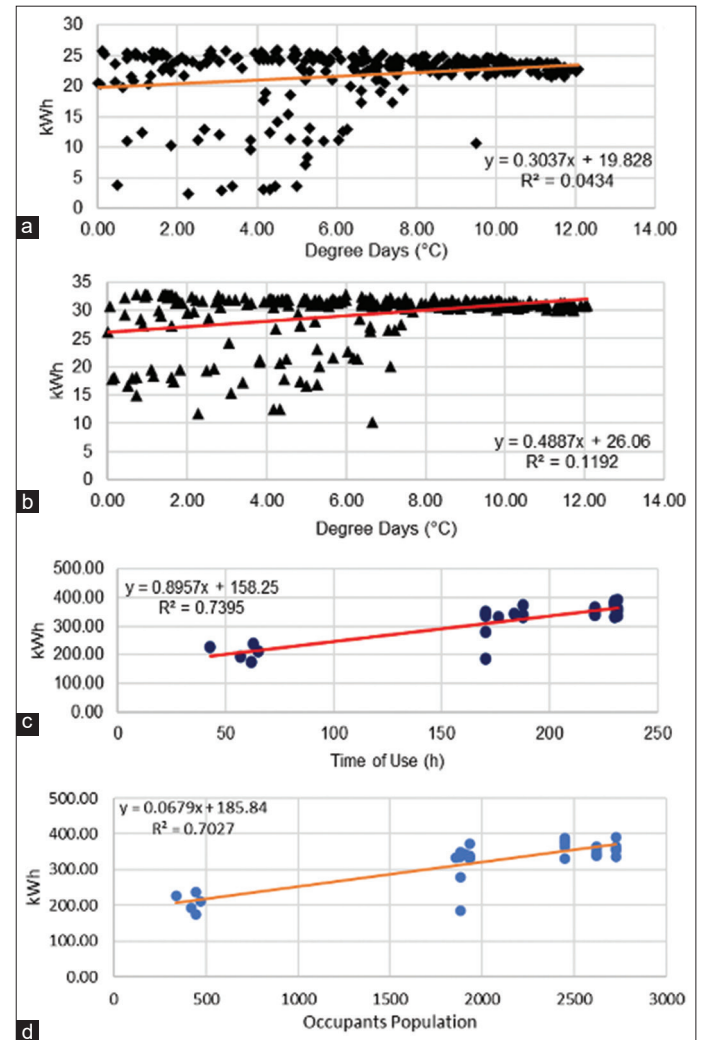 30
25
20
15
10
5
0
kWh
y = 0.3037x + 19.828
R² = 0.0434
0.00 2.00 4.00 6.00 8.00 10.00 12.00 14.00
Degree Days (°C)
a
35
30
25
20
15
10
5
0
kWh
y = 0.4887x + 26.06
R² = 0.1192
0.00 2.00 4.00 6.00 8.00 10.00 12.00 14.00
Degree Days (°C)
b
500.00
400.00
300.00
200.00
100.00
0.00
kWh
y = 0.8957x + 158.25
R² = 0.7395
0 50 100 150 200 250
Time of Use (h)
c
500.00
400.00
300.00
200.00
100.00
0.00
kWh
y = 0.0679x+185.84
R² = 0.7027
0 500 1000 1500 2000 2500 3000
Occupants Population
d